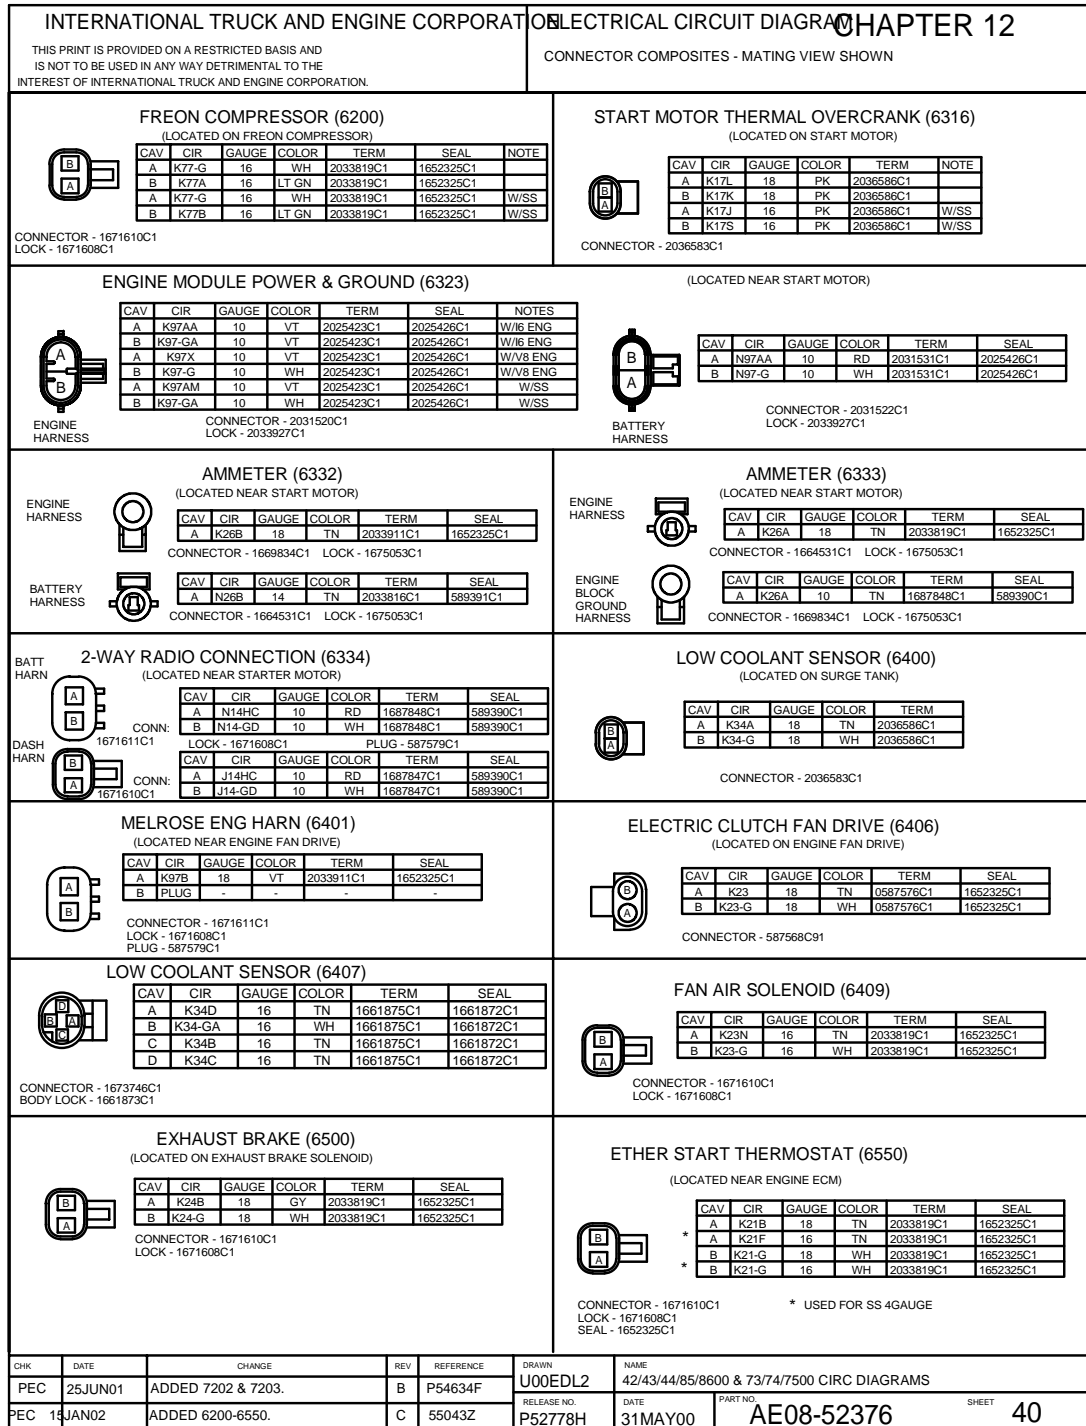 INTERNATIONAL TRUCK AND ENGINE CORPORATION
ELECTRICAL CIRCUIT DIAGRAM
CHAPTER 12
THIS PRINT IS PROVIDED ON A RESTRICTED BASIS AND
IS NOT TO BE USED IN ANY WAY DETRIMENTAL TO THE
INTEREST OF INTERNATIONAL TRUCK AND ENGINE CORPORATION.
CONNECTOR COMPOSITES - MATING VIEW SHOWN
FREON COMPRESSOR (6200)
(LOCATED ON FREON COMPRESSOR)
B
A
CAV CIR GAUGE COLOR TERM SEAL NOTE
A K77-G 16 WH 2033819C1 1652325C1
B K77A 16 LT GN 2033819C1 1652325C1
A K77-G 16 WH 2033819C1 1652325C1 W/SS
B K77B 16 LT GN 2033819C1 1652325C1 W/SS
CONNECTOR - 1671610C1
LOCK - 1671608C1
START MOTOR THERMAL OVERCRANK (6316)
(LOCATED ON START MOTOR)
B
A
CAV CIR GAUGE COLOR TERM NOTE
A K17L 18 PK 2036586C1
B K17K 18 PK 2036586C1
A K17J 16 PK 2036586C1 W/SS
B K17S 16 PK 2036586C1 W/SS
CONNECTOR - 2036583C1
ENGINE MODULE POWER & GROUND (6323)
A
B
CAV CIR GAUGE COLOR TERM SEAL NOTES
A K97AA 10 VT 2025423C1 2025426C1 W/I6 ENG
B K97-GA 10 VT 2025423C1 2025426C1 W/I6 ENG
A K97X 10 VT 2025423C1 2025426C1 W/V8 ENG
B K97-G 10 WH 2025423C1 2025426C1 W/V8 ENG
A K97AM 10 VT 2025423C1 2025426C1 W/SS
B K97-GA 10 WH 2025423C1 2025426C1 W/SS
ENGINE
HARNESS
CONNECTOR - 2031520C1
LOCK - 2033927C1
(LOCATED NEAR START MOTOR)
B
A
CAV CIR GAUGE COLOR TERM SEAL
A N97AA 10 RD 2031531C1 2025426C1
B N97-G 10 WH 2031531C1 2025426C1
BATTERY
HARNESS
CONNECTOR - 2031522C1
LOCK - 2033927C1
AMMETER (6332)
(LOCATED NEAR START MOTOR)
ENGINE
HARNESS
CAV CIR GAUGE COLOR TERM SEAL
A K26B 18 TN 2033911C1 1652325C1
CONNECTOR - 1669834C1 LOCK - 1675053C1
BATTERY
HARNESS
CAV CIR GAUGE COLOR TERM SEAL
A N26B 14 TN 2033816C1 589391C1
CONNECTOR - 1664531C1 LOCK - 1675053C1
AMMETER (6333)
(LOCATED NEAR START MOTOR)
ENGINE
HARNESS
CAV CIR GAUGE COLOR TERM SEAL
A K26A 18 TN 2033819C1 1652325C1
CONNECTOR - 1664531C1 LOCK - 1675053C1
ENGINE
BLOCK
GROUND
HARNESS
CAV CIR GAUGE COLOR TERM SEAL
A K26A 10 TN 1687848C1 589390C1
CONNECTOR - 1669834C1 LOCK - 1675053C1
2-WAY RADIO CONNECTION (6334)
(LOCATED NEAR STARTER MOTOR)
BATT
HARN
A
B
CONN:
1671611C1
CAV CIR GAUGE COLOR TERM SEAL
A N14HC 10 RD 1687848C1 589390C1
B N14-GD 10 WH 1687848C1 589390C1
LOCK - 1671608C1 PLUG - 587579C1
DASH
HARN
B
A
CONN:
1671610C1
CAV CIR GAUGE COLOR TERM SEAL
A J14HC 10 RD 1687847C1 589390C1
B J14-GD 10 WH 1687847C1 589390C1
LOW COOLANT SENSOR (6400)
(LOCATED ON SURGE TANK)
B
A
CAV CIR GAUGE COLOR TERM
A K34A 18 TN 2036586C1
B K34-G 18 WH 2036586C1
CONNECTOR - 2036583C1
MELROSE ENG HARN (6401)
(LOCATED NEAR ENGINE FAN DRIVE)
A
B
CAV CIR GAUGE COLOR TERM SEAL
A K97B 18 VT 2033911C1 1652325C1
B PLUG - - - -
CONNECTOR - 1671611C1
LOCK - 1671608C1
PLUG - 587579C1
ELECTRIC CLUTCH FAN DRIVE (6406)
(LOCATED ON ENGINE FAN DRIVE)
B
A
CAV CIR GAUGE COLOR TERM SEAL
A K23 18 TN 0587576C1 1652325C1
B K23-G 18 WH 0587576C1 1652325C1
CONNECTOR - 587568C91
LOW COOLANT SENSOR (6407)
D
B A
C
CAV CIR GAUGE COLOR TERM SEAL
A K34D 16 TN 1661875C1 1661872C1
B K34-GA 16 WH 1661875C1 1661872C1
C K34B 16 TN 1661875C1 1661872C1
D K34C 16 TN 1661875C1 1661872C1
CONNECTOR - 1673746C1
BODY LOCK - 1661873C1
FAN AIR SOLENOID (6409)
B
A
CAV CIR GAUGE COLOR TERM SEAL
A K23N 16 TN 2033819C1 1652325C1
B K23-G 16 WH 2033819C1 1652325C1
CONNECTOR - 1671610C1
LOCK - 1671608C1
EXHAUST BRAKE (6500)
(LOCATED ON EXHAUST BRAKE SOLENOID)
B
A
CAV CIR GAUGE COLOR TERM SEAL
A K24B 18 GY 2033819C1 1652325C1
B K24-G 18 WH 2033819C1 1652325C1
CONNECTOR - 1671610C1
LOCK - 1671608C1
ETHER START THERMOSTAT (6550)
(LOCATED NEAR ENGINE ECM)
B
A
CAV CIR GAUGE COLOR TERM SEAL
A K21B 18 TN 2033819C1 1652325C1
* A K21F 16 TN 2033819C1 1652325C1
B K21-G 18 WH 2033819C1 1652325C1
* B K21-G 16 WH 2033819C1 1652325C1
CONNECTOR - 1671610C1
LOCK - 1671608C1
SEAL - 1652325C1
* USED FOR SS 4GAUGE
CHK DATE CHANGE REV REFERENCE
PEC 25JUN01 ADDED 7202 & 7203. B P54634F
PEC 15JAN02 ADDED 6200-6550. C 55043Z
DRAWN
U00EDL2
NAME
42/43/44/85/8600 & 73/74/7500 CIRC DIAGRAMS
RELEASE NO.
P52778H
DATE
31MAY00
PART NO.
AE08-52376
SHEET
40